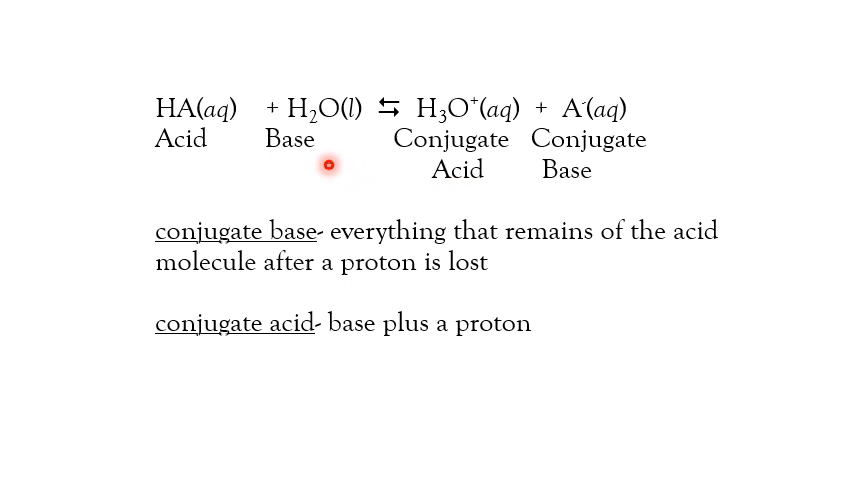 HA(aq) + H₂O(l) ⇆ H₃O⁺(aq) + A⁻(aq)
Acid Base Conjugate Conjugate
Acid Base
conjugate base- everything that remains of the acid
molecule after a proton is lost
conjugate acid- base plus a proton